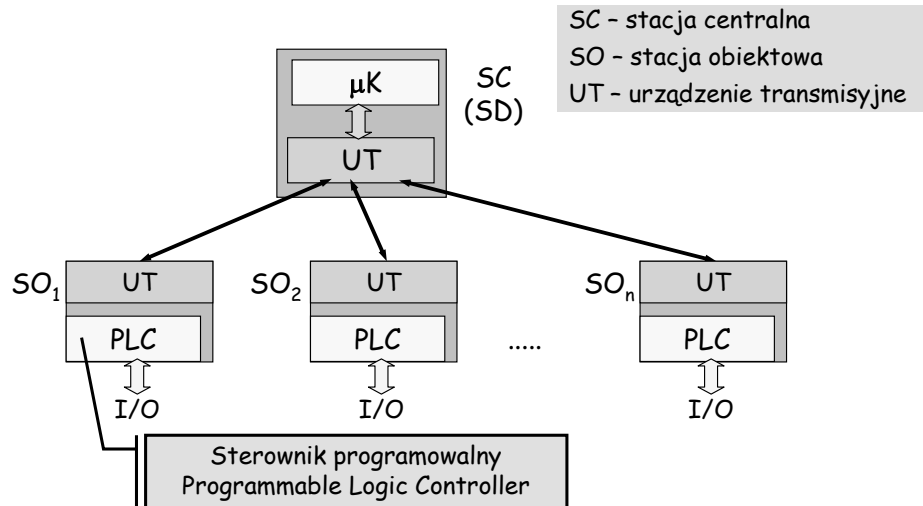 SC – stacja centralna
SO – stacja obiektowa
UT – urządzenie transmisyjne
μK
SC
(SD)
UT
SO1
UT
SO2
UT
SOn
UT
PLC
PLC
.....
PLC
I/O
I/O
I/O
Sterownik programowalny
Programmable Logic Controller